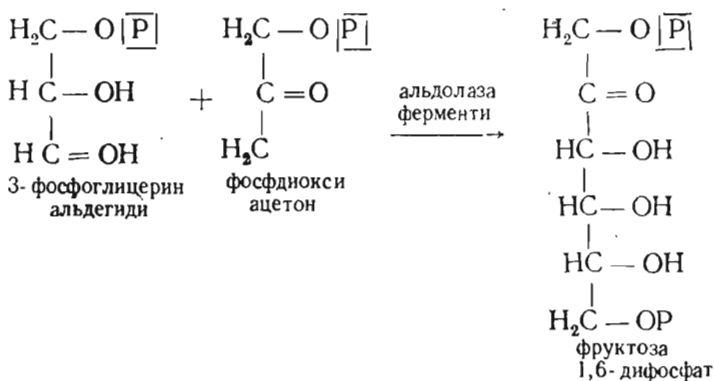 H₂C — O |P|   H₂C — O |P|   H₂C — O |P|
H C — OH + C = O   альдолаза   C = O
ферменти
H C = OH   H₂C   HC — OH
3-фосфоглицерин   фосфдиокси
альдегиди   ацетон
HC — OH
HC — OH
H₂C — OP
фруктоза
1,6-дифосфат